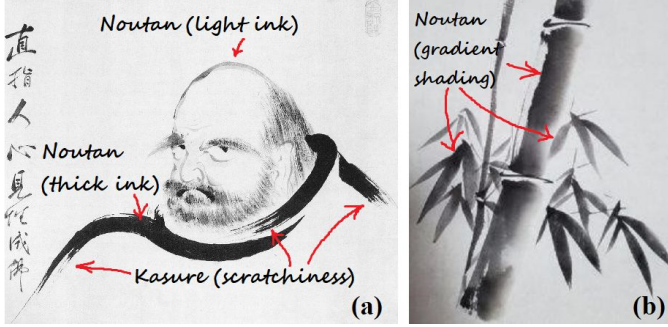 Noutan (light ink)
直指人心見性成佛
Noutan
(thick ink)
Kasure (scratchiness)
(a)
Noutan
(gradient
shading)
(b)